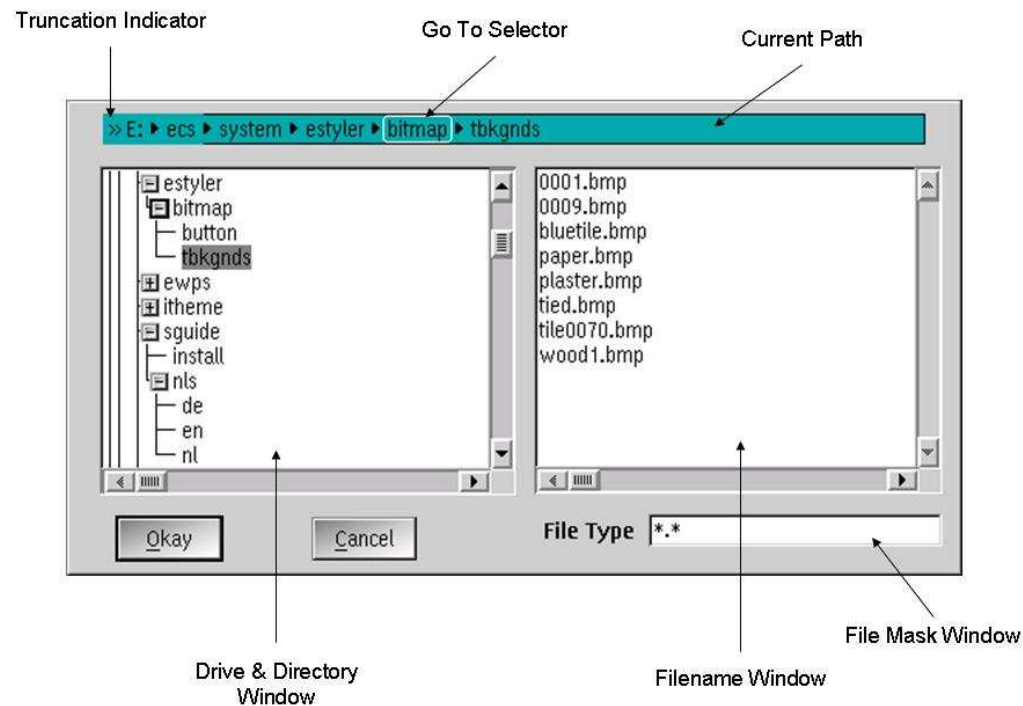 Truncation Indicator
Go To Selector
Current Path
» E: ▸ ecs ▸ system ▸ estyler ▸ bitmap ▸ tbkgnds
estyler
bitmap
button
tbkgnds
ewps
itheme
sguide
install
nls
de
en
nl
0001.bmp
0009.bmp
bluetile.bmp
paper.bmp
plaster.bmp
tied.bmp
tile0070.bmp
wood1.bmp
Okay
Cancel
File Type
*.*
File Mask Window
Drive & Directory
Window
Filename Window